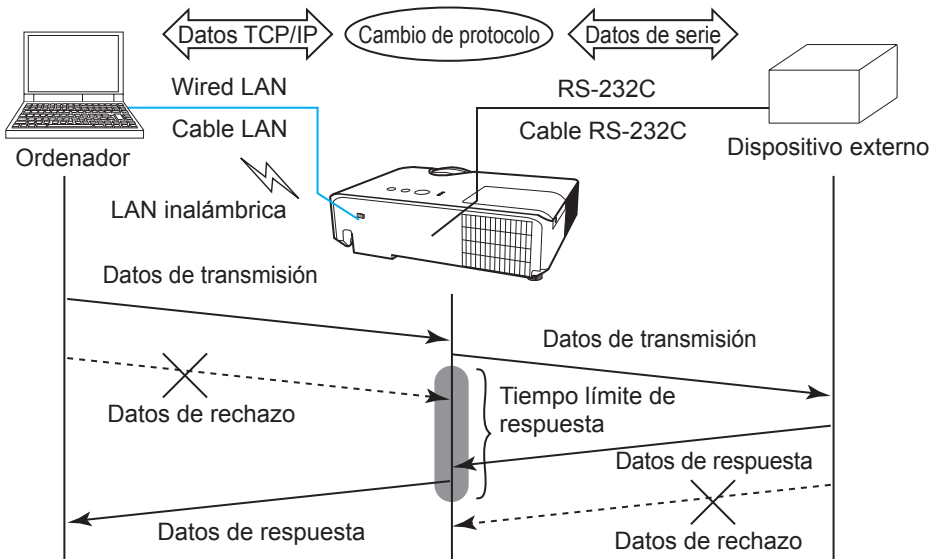 Datos TCP/IP
Cambio de protocolo
Datos de serie
Wired LAN
RS-232C
Cable LAN
Cable RS-232C
Ordenador
Dispositivo externo
LAN inalámbrica
Datos de transmisión
Datos de transmisión
Tiempo límite de
respuesta
Datos de rechazo
Datos de respuesta
Datos de respuesta
Datos de rechazo